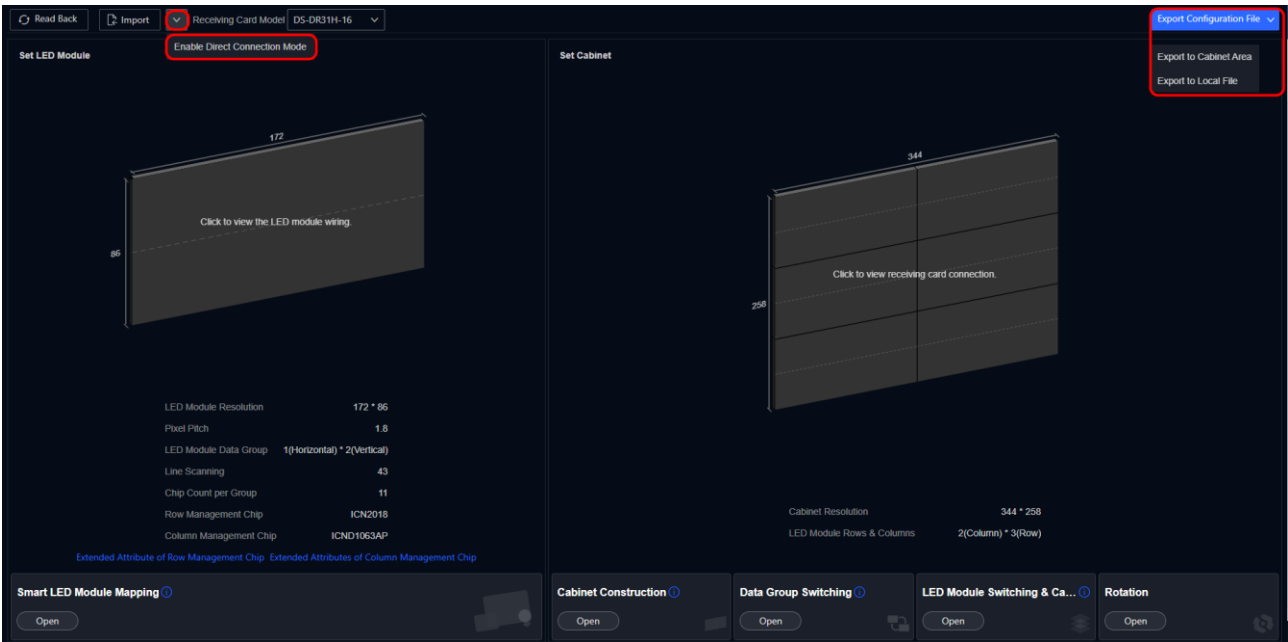 Read Back Import Receiving Card Model DS-DR31H-16 Export Configuration File
Enable Direct Connection Mode
Export to Cabinet Area
Export to Local File
Set LED Module
172
86
Click to view the LED module wiring.
LED Module Resolution 172 * 86
Pixel Pitch 1.8
LED Module Data Group 1(Horizontal) * 2(Vertical)
Line Scanning 43
Chip Count per Group 11
Row Management Chip ICN2018
Column Management Chip ICND1063AP
Extended Attribute of Row Management Chip Extended Attributes of Column Management Chip
Smart LED Module Mapping
Open
Set Cabinet
344
258
Click to view receiving card connection.
Cabinet Resolution 344 * 258
LED Module Rows & Columns 2(Column) * 3(Row)
Cabinet Construction
Open
Data Group Switching
Open
LED Module Switching & Ca...
Open
Rotation
Open